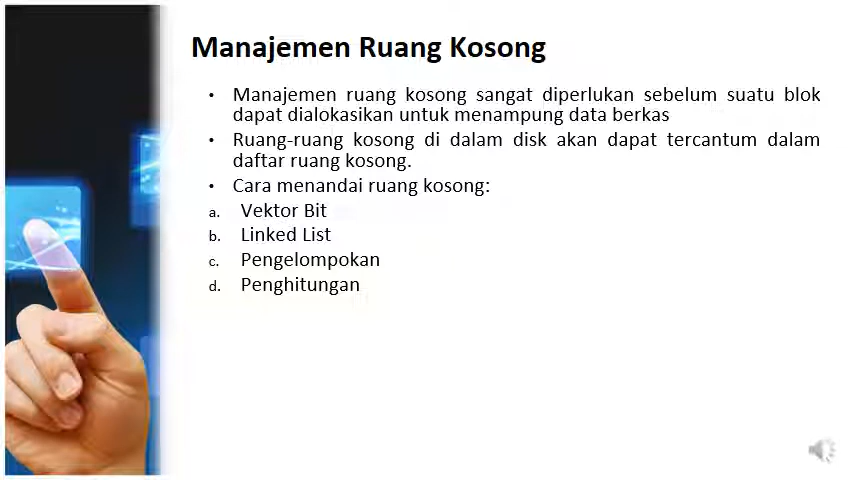 Manajemen Ruang Kosong
• Manajemen ruang kosong sangat diperlukan sebelum suatu blok
dapat dialokasikan untuk menampung data berkas
• Ruang-ruang kosong di dalam disk akan dapat tercantum dalam
daftar ruang kosong.
• Cara menandai ruang kosong:
a. Vektor Bit
b. Linked List
c. Pengelompokan
d. Penghitungan